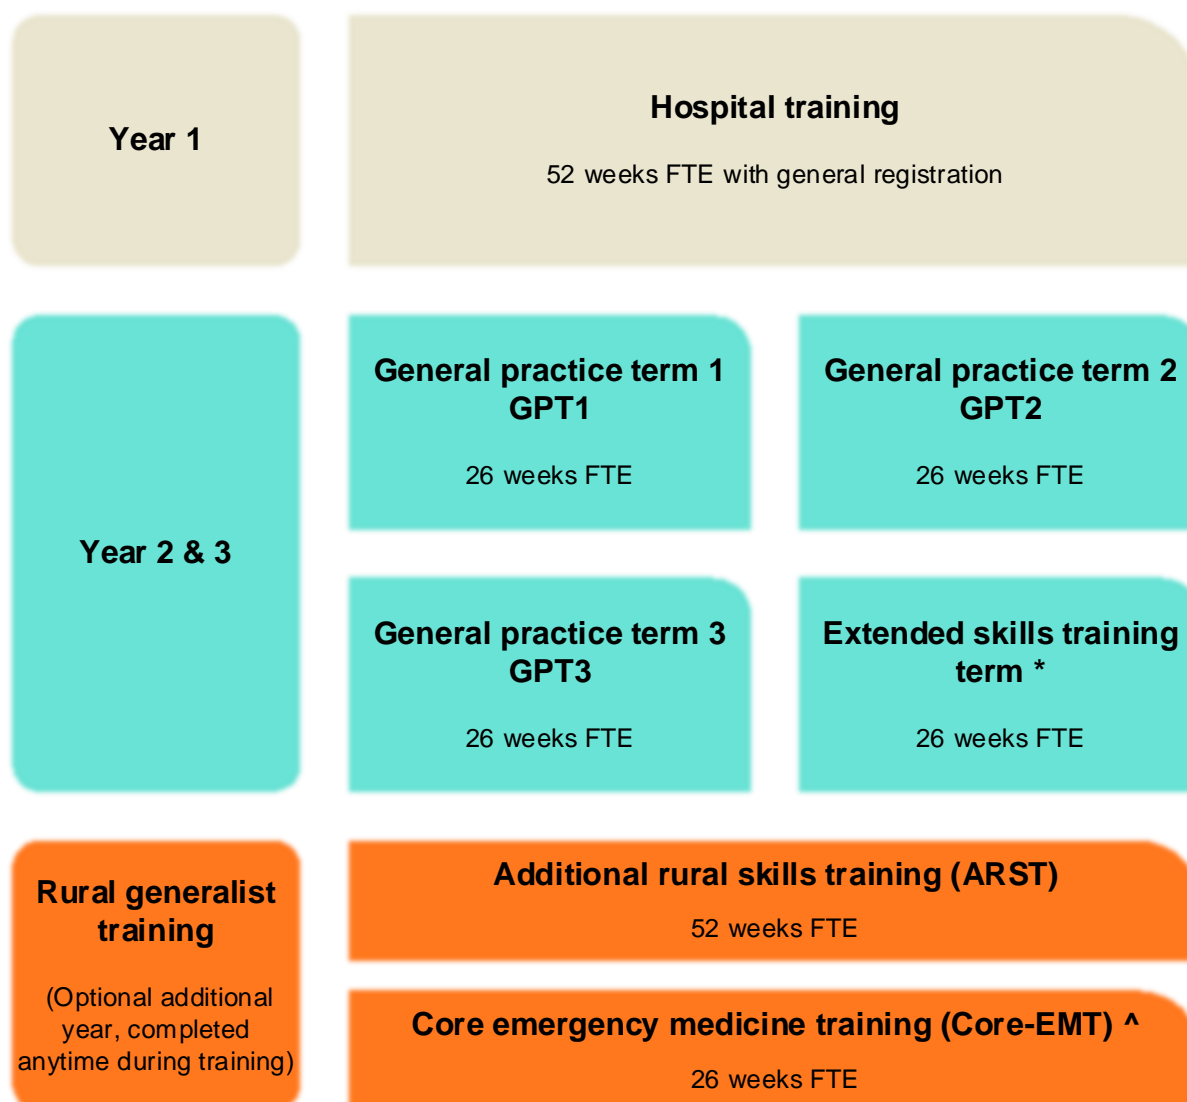 Year 1
Hospital training
52 weeks FTE with general registration
Year 2 & 3
General practice term 1
GPT1
26 weeks FTE
General practice term 2
GPT2
26 weeks FTE
General practice term 3
GPT3
26 weeks FTE
Extended skills training
term *
26 weeks FTE
Rural generalist
training
(Optional additional
year, completed
anytime during training)
Additional rural skills training (ARST)
52 weeks FTE
Core emergency medicine training (Core-EMT) ^
26 weeks FTE